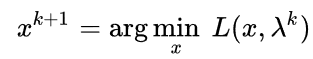 x^{k+1} = arg min_x L(x, λ^k)